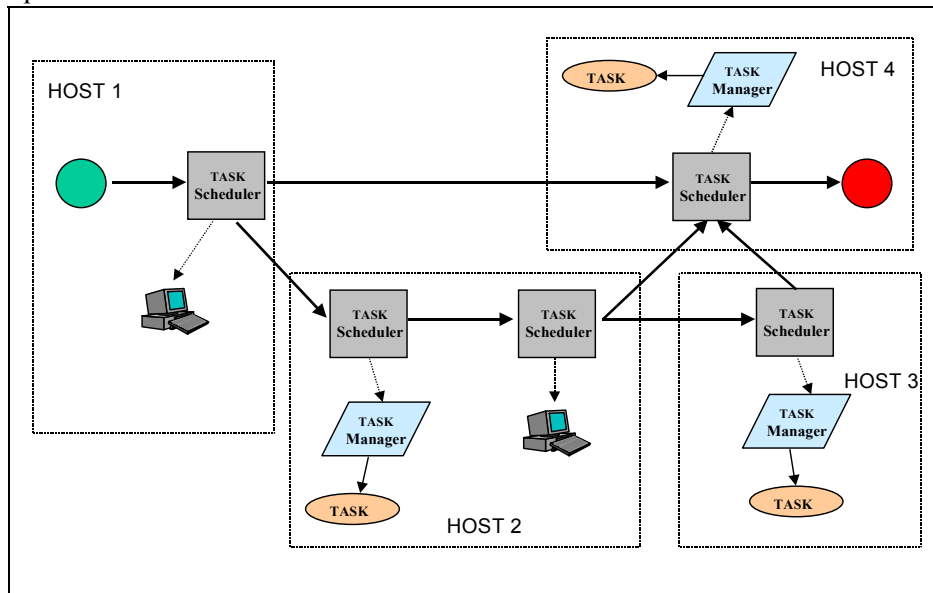 HOST 1
TASK
Scheduler
TASK
TASK
Manager
HOST 4
TASK
Scheduler
TASK
Scheduler
TASK
Scheduler
TASK
Manager
TASK
HOST 2
TASK
Scheduler
HOST 3
TASK
Manager
TASK